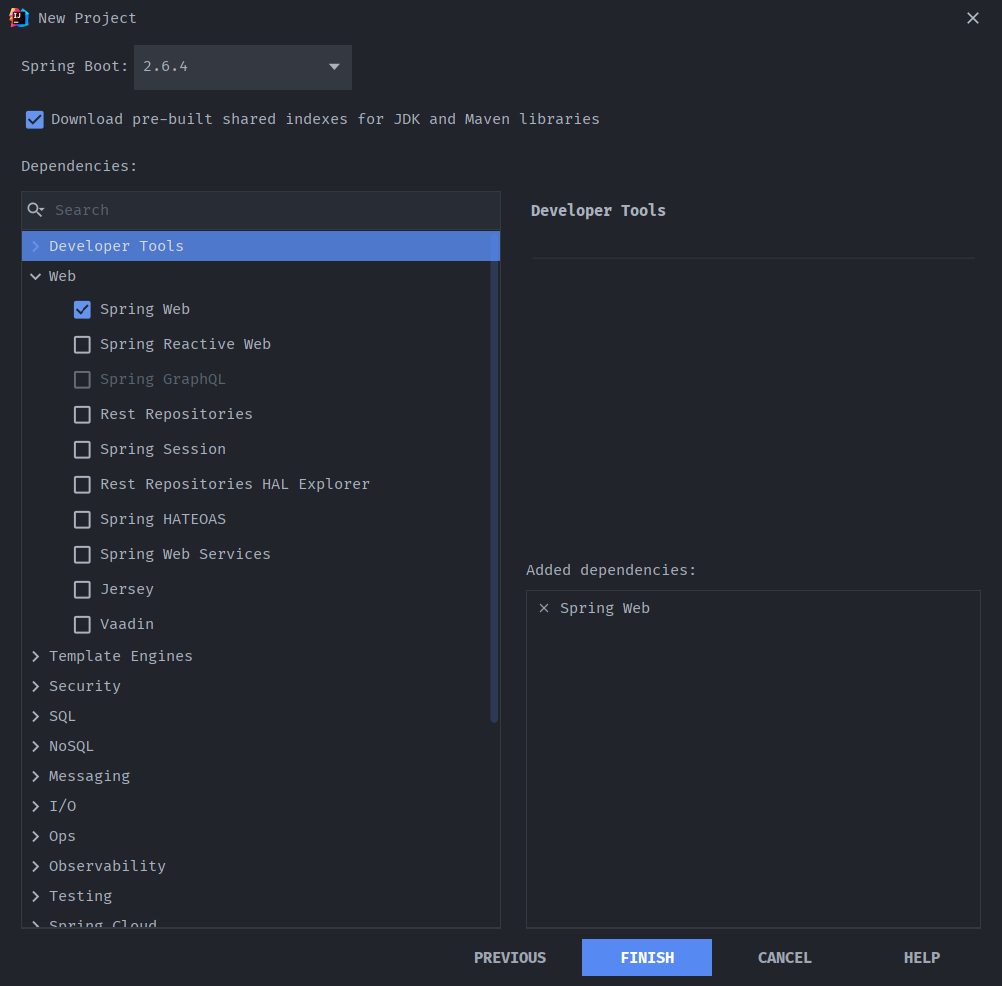 New Project
Spring Boot: 2.6.4
Download pre-built shared indexes for JDK and Maven libraries
Dependencies:
Search
Developer Tools
Web
Spring Web
Spring Reactive Web
Spring GraphQL
Rest Repositories
Spring Session
Rest Repositories HAL Explorer
Spring HATEOAS
Spring Web Services
Jersey
Vaadin
Template Engines
Security
SQL
NoSQL
Messaging
I/O
Ops
Observability
Testing
Spring Cloud
Developer Tools
Added dependencies:
Spring Web
PREVIOUS FINISH CANCEL HELP